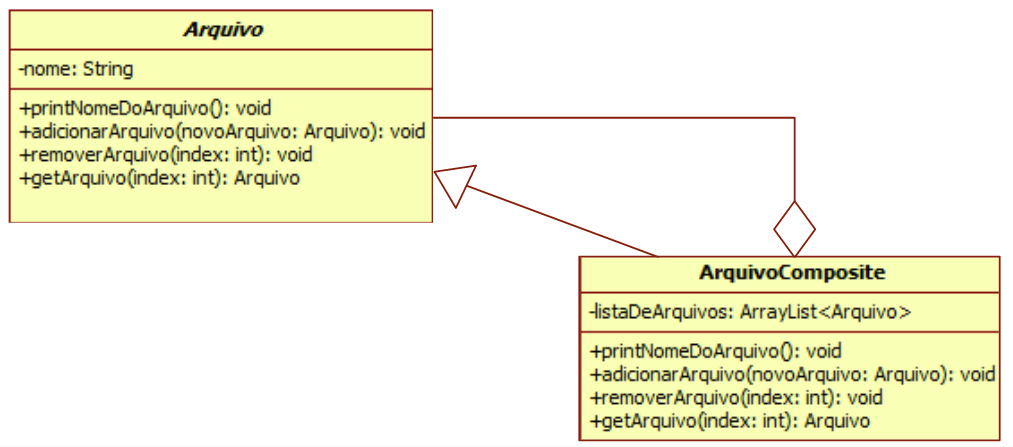 Arquivo
-nome: String
+printNomeDoArquivo(): void
+adicionarArquivo(novoArquivo: Arquivo): void
+removerArquivo(index: int): void
+getArquivo(index: int): Arquivo
ArquivoComposite
-listaDeArquivos: ArrayList<Arquivo>
+printNomeDoArquivo(): void
+adicionarArquivo(novoArquivo: Arquivo): void
+removerArquivo(index: int): void
+getArquivo(index: int): Arquivo